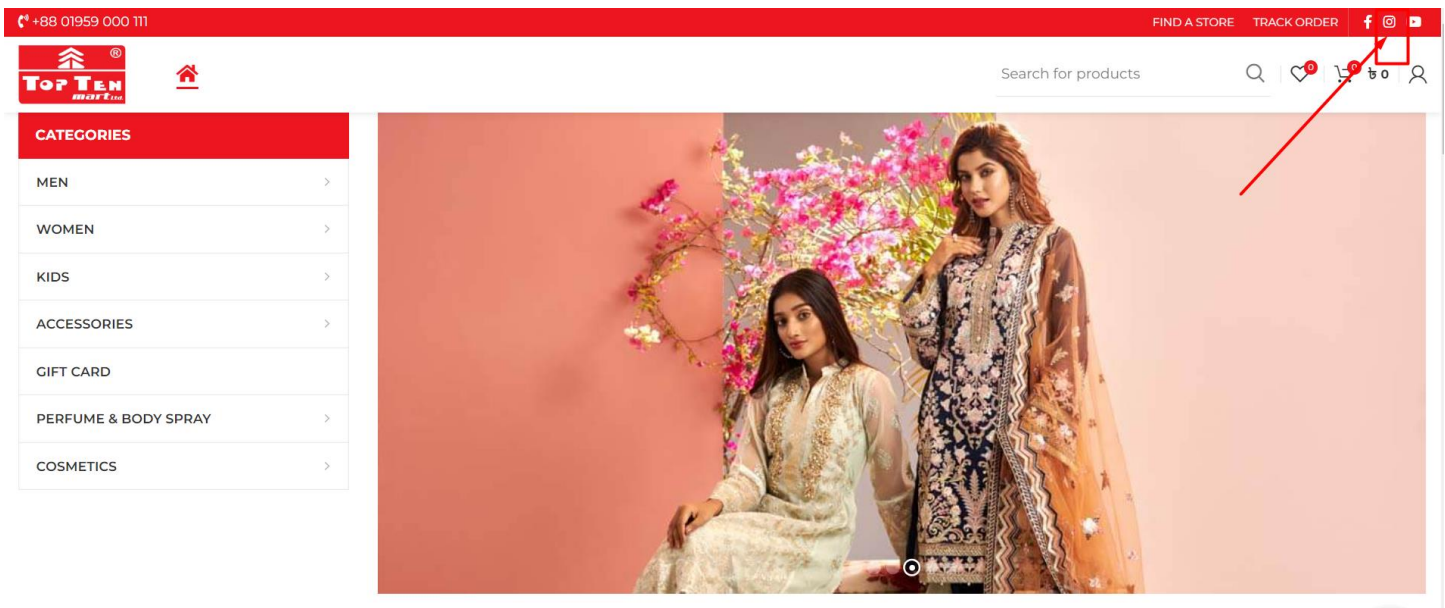 +88 01959 000 111
FIND A STORE TRACK ORDER
®
TOP TEN
mart Ltd.
Search for products
0
0
৳ 0
CATEGORIES
MEN
WOMEN
KIDS
ACCESSORIES
GIFT CARD
PERFUME & BODY SPRAY
COSMETICS